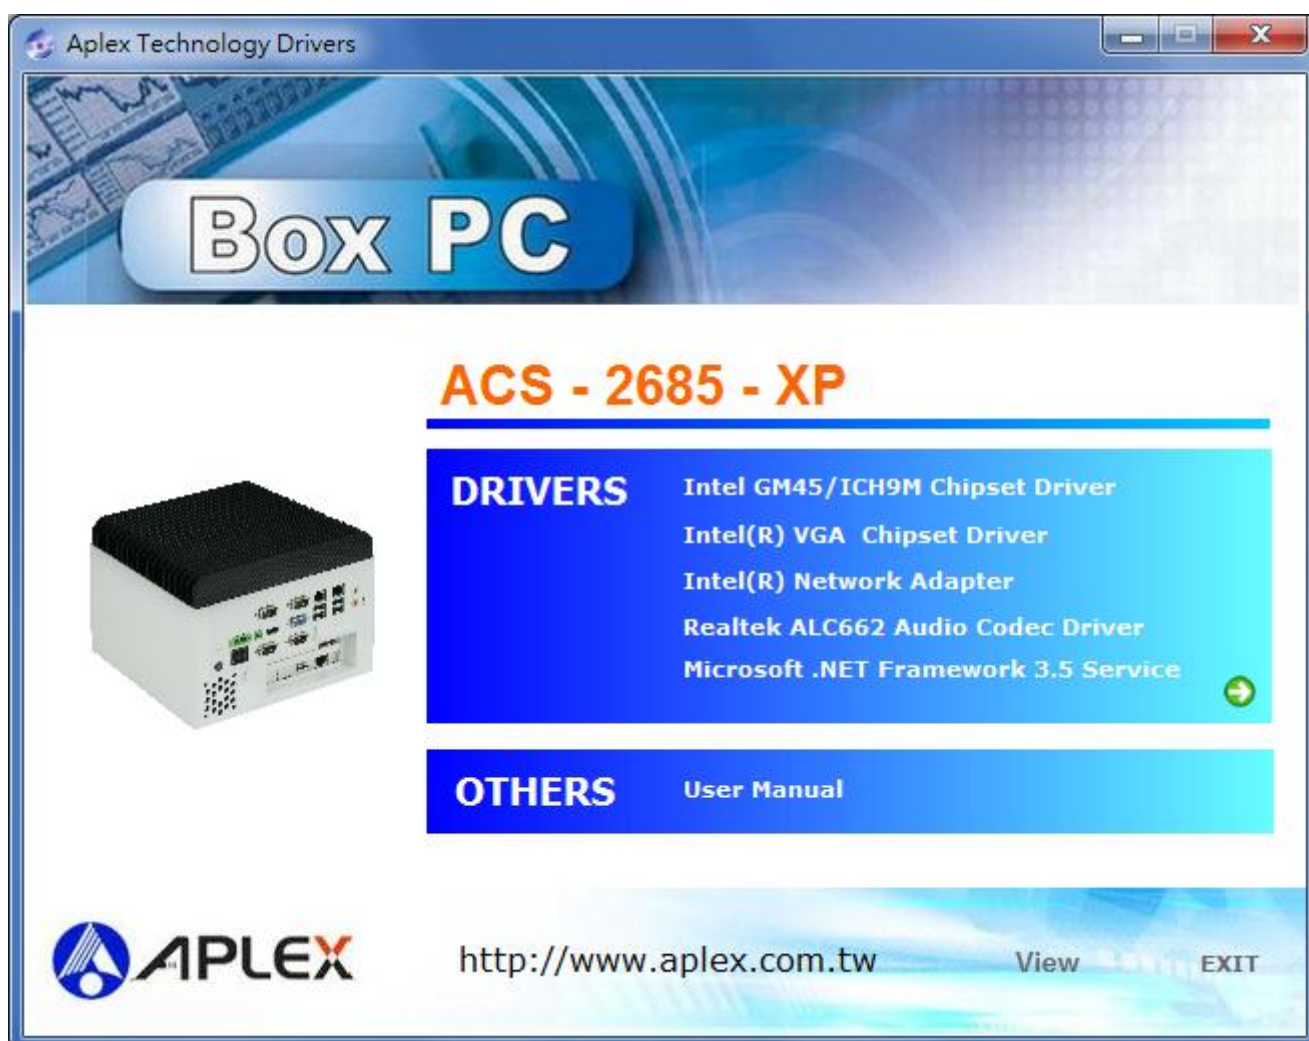 Aplex Technology Drivers
Box PC
ACS - 2685 - XP
DRIVERS
Intel GM45/ICH9M Chipset Driver
Intel(R) VGA  Chipset Driver
Intel(R) Network Adapter
Realtek ALC662 Audio Codec Driver
Microsoft .NET Framework 3.5 Service
OTHERS
User Manual
APLEX
http://www.aplex.com.tw
View
EXIT